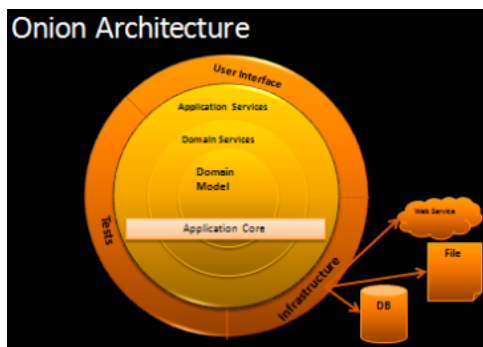 Onion Architecture
User Interface
Application Services
Domain Services
Domain
Model
Application Core
Tests
Infrastructure
Web Service
File
DB